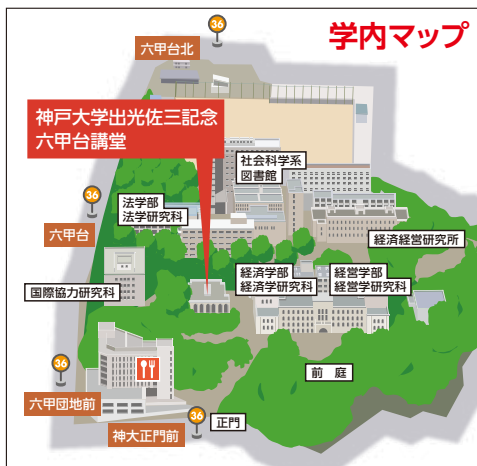 36
学内マップ
六甲台北
神戸大学出光佐三記念
六甲台講堂
社会科学系
図書館
36
法学部
法学研究科
六甲台
経済経営研究所
国際協力研究科
経済学部
経済学研究科
経営学部
経営学研究科
36
前庭
六甲団地前
36
正門
神大正門前